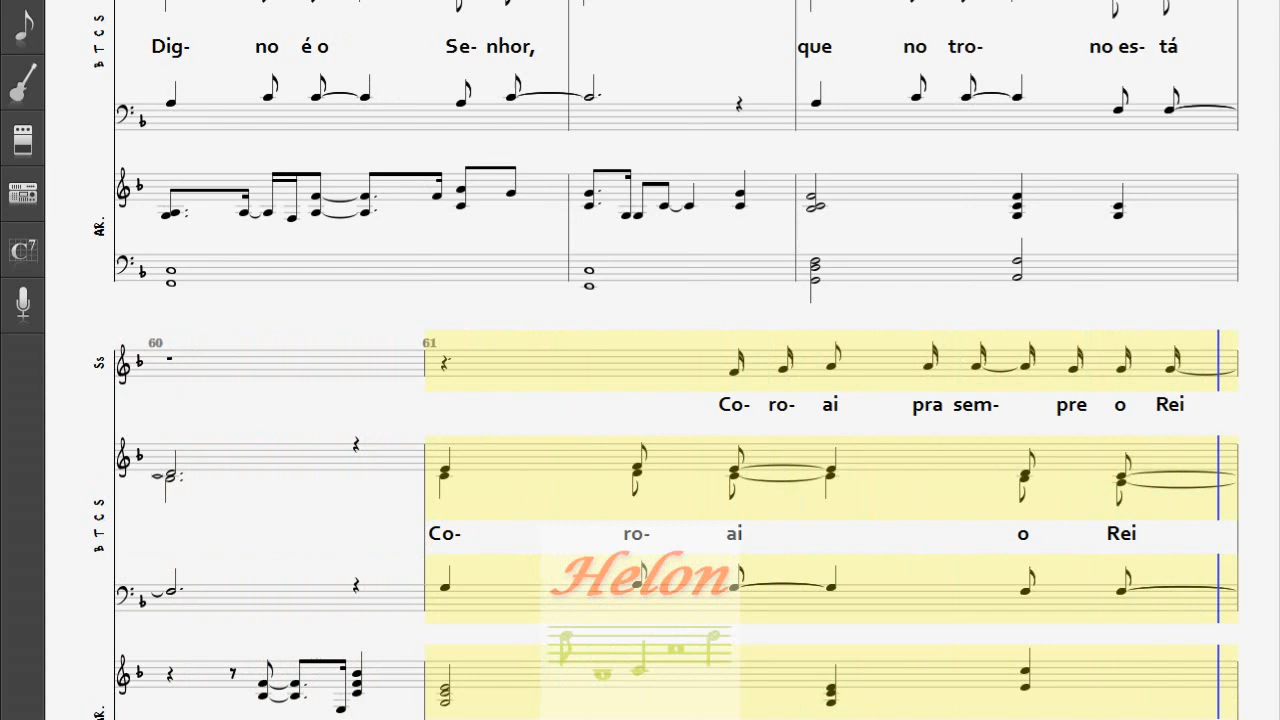 B T C S
Dig- no é o Se- nhor, que no tro- no es- tá
AR.
C7
60 61
Ss
Co- ro- ai pra sem- pre o Rei
B T C S
Co- ro- ai o Rei
Helon
AR.